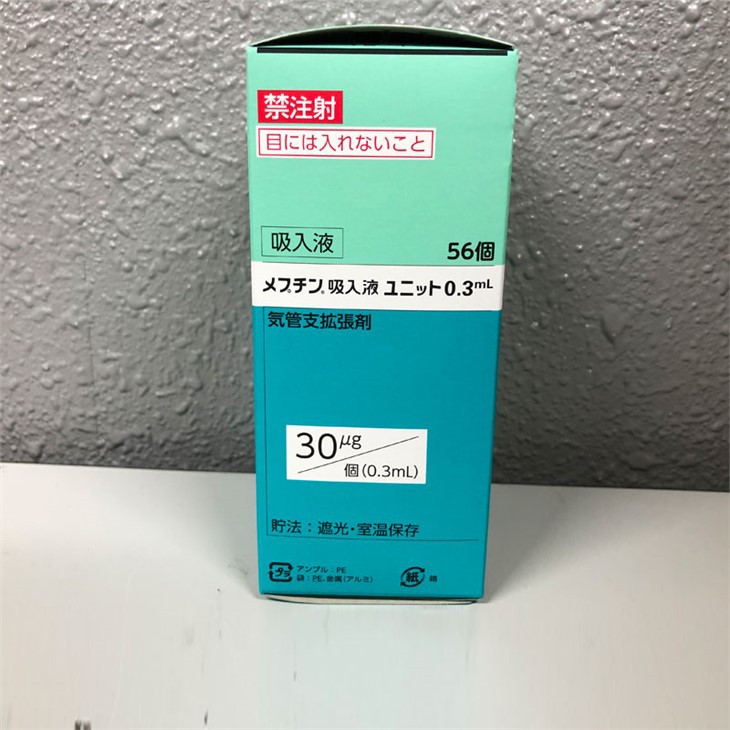 禁注射
目には入れないこと
吸入液
56個
メプチン® 吸入液 ユニット0.3mL
気管支拡張剤
30μg
個(0.3mL)
貯法：遮光・室温保存
プラ
アンプル：PE
袋：PE、金属(アルミ)
紙
箱